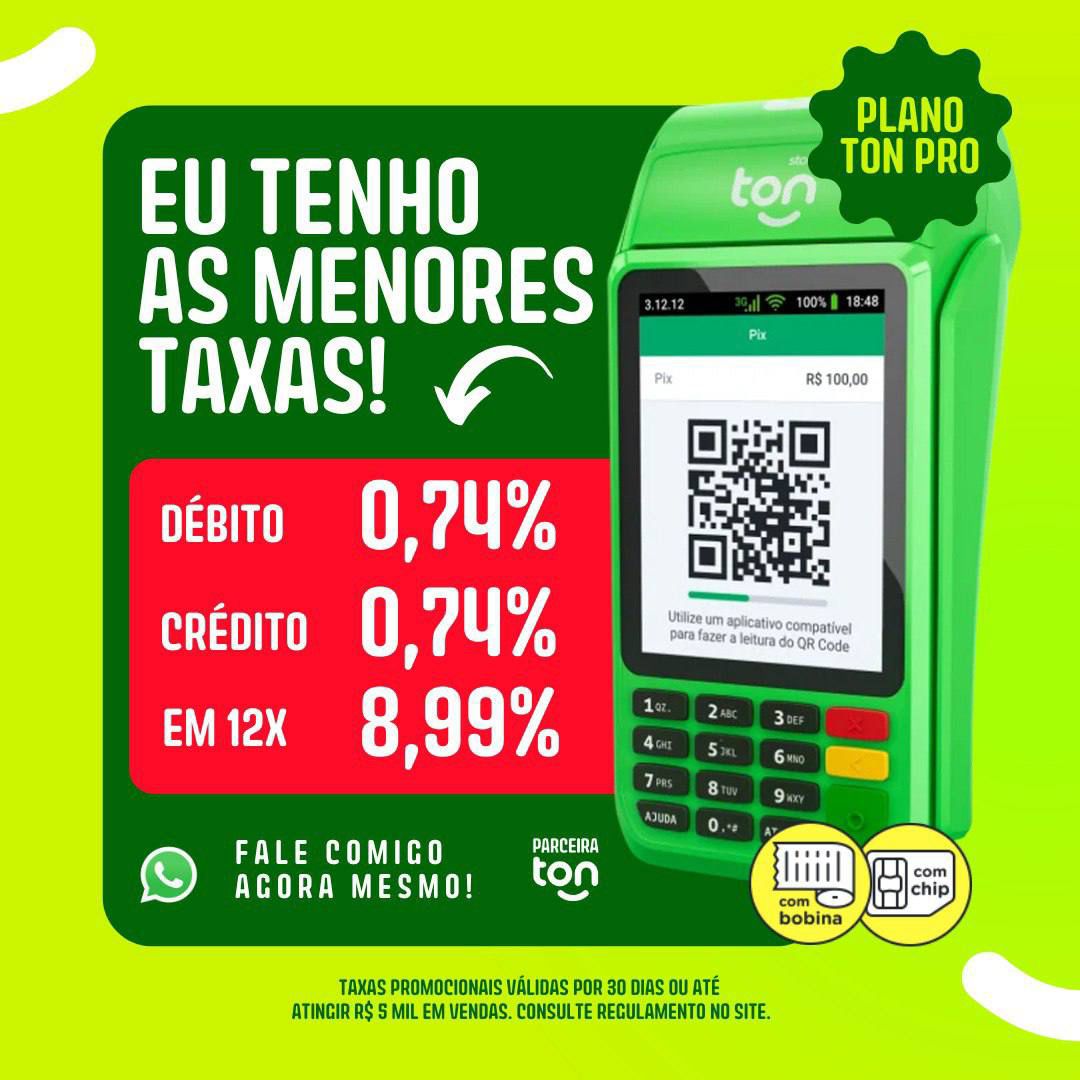 PLANO
TON PRO
EU TENHO
AS MENORES
TAXAS!
DÉBITO 0,74%
CRÉDITO 0,74%
EM 12X 8,99%
FALE COMIGO
AGORA MESMO!
PARCEIRA
ton
ton
3.12.12 3G 100% 18:48
Pix
Pix R$ 100,00
Utilize um aplicativo compatível
para fazer a leitura do QR Code
1 QZ. 2 ABC 3 DEF
4 GHI 5 JKL 6 MNO
7 PRS 8 TUV 9 WXY
AJUDA 0
com
bobina
com
chip
TAXAS PROMOCIONAIS VÁLIDAS POR 30 DIAS OU ATÉ
ATINGIR R$ 5 MIL EM VENDAS. CONSULTE REGULAMENTO NO SITE.